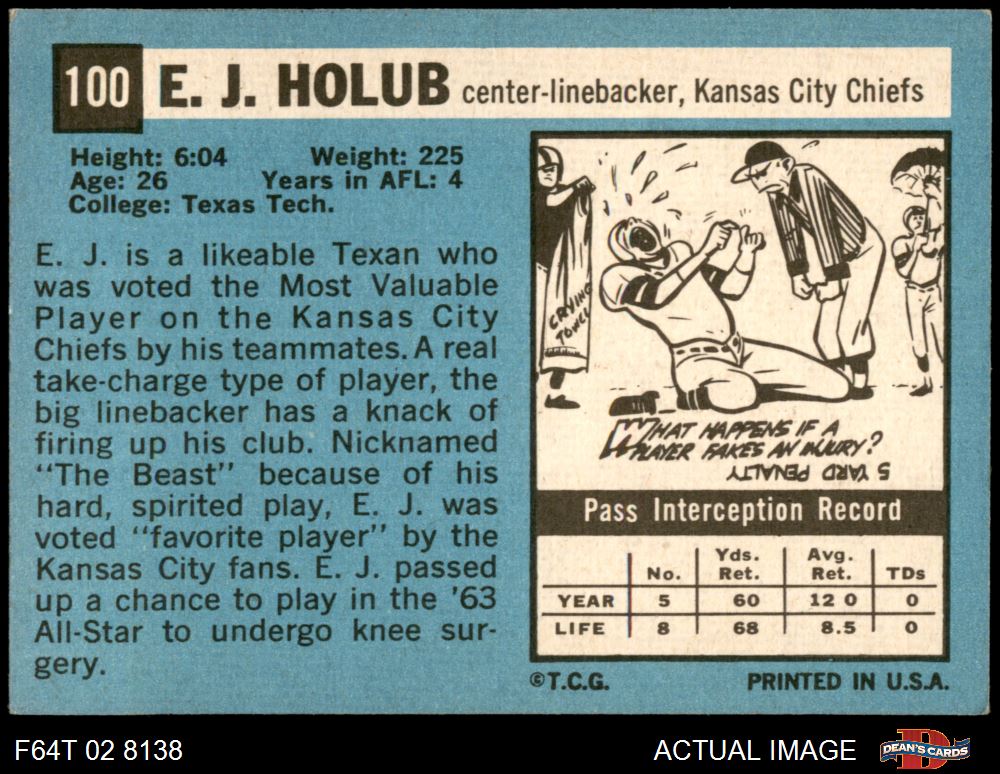 100 E. J. HOLUB center-linebacker, Kansas City Chiefs
Height: 6:04 Weight: 225
Age: 26 Years in AFL: 4
College: Texas Tech.
E. J. is a likeable Texan who
was voted the Most Valuable
Player on the Kansas City
Chiefs by his teammates. A real
take-charge type of player, the
big linebacker has a knack of
firing up his club. Nicknamed
"The Beast" because of his
hard, spirited play, E. J. was
voted "favorite player" by the
Kansas City fans. E. J. passed
up a chance to play in the '63
All-Star to undergo knee sur-
gery.
CRYING
TOWEL
WHAT HAPPENS IF A
PLAYER FAKES AN INJURY?
5 YARD PENALTY
Pass Interception Record
No. Yds. Ret. Avg. Ret. TDs
YEAR 5 60 12 0 0
LIFE 8 68 8.5 0
©T.C.G. PRINTED IN U.S.A.
F64T 02 8138 ACTUAL IMAGE DEAN'S CARDS